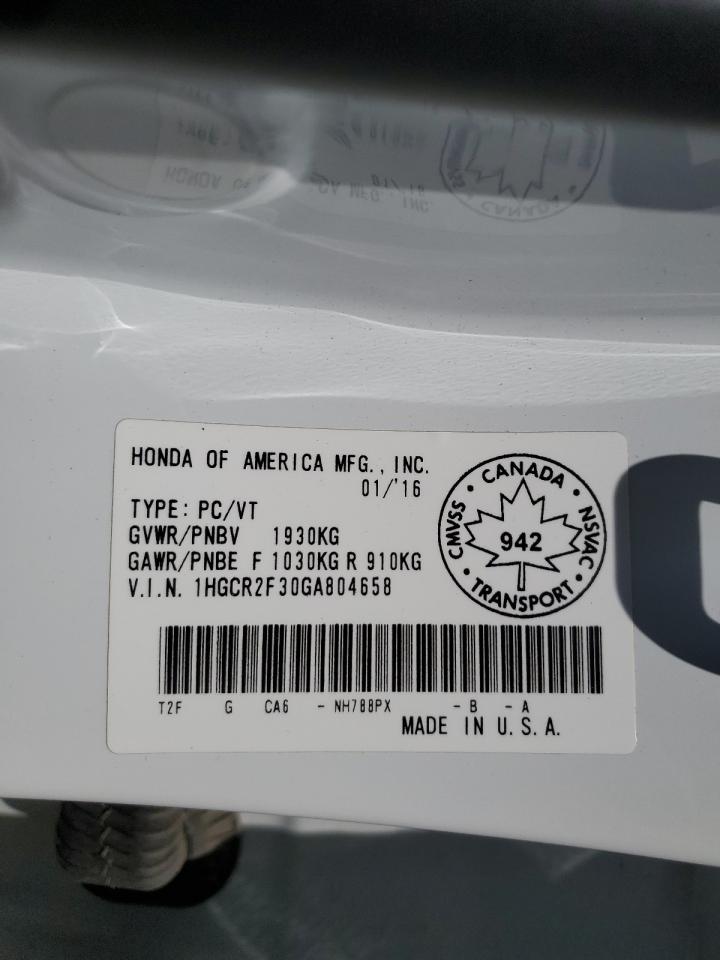 HONDA OF AMERICA MFG., INC.
01/'16
TYPE: PC/VT
GVWR/PNBV 1930KG
GAWR/PNBE F 1030KG R 910KG
V.I.N. 1HGCR2F30GA804658
CANADA
CMVSS
NSVAC
942
TRANSPORT
T2F G CA6 - NH788PX - B - A
MADE IN U.S.A.